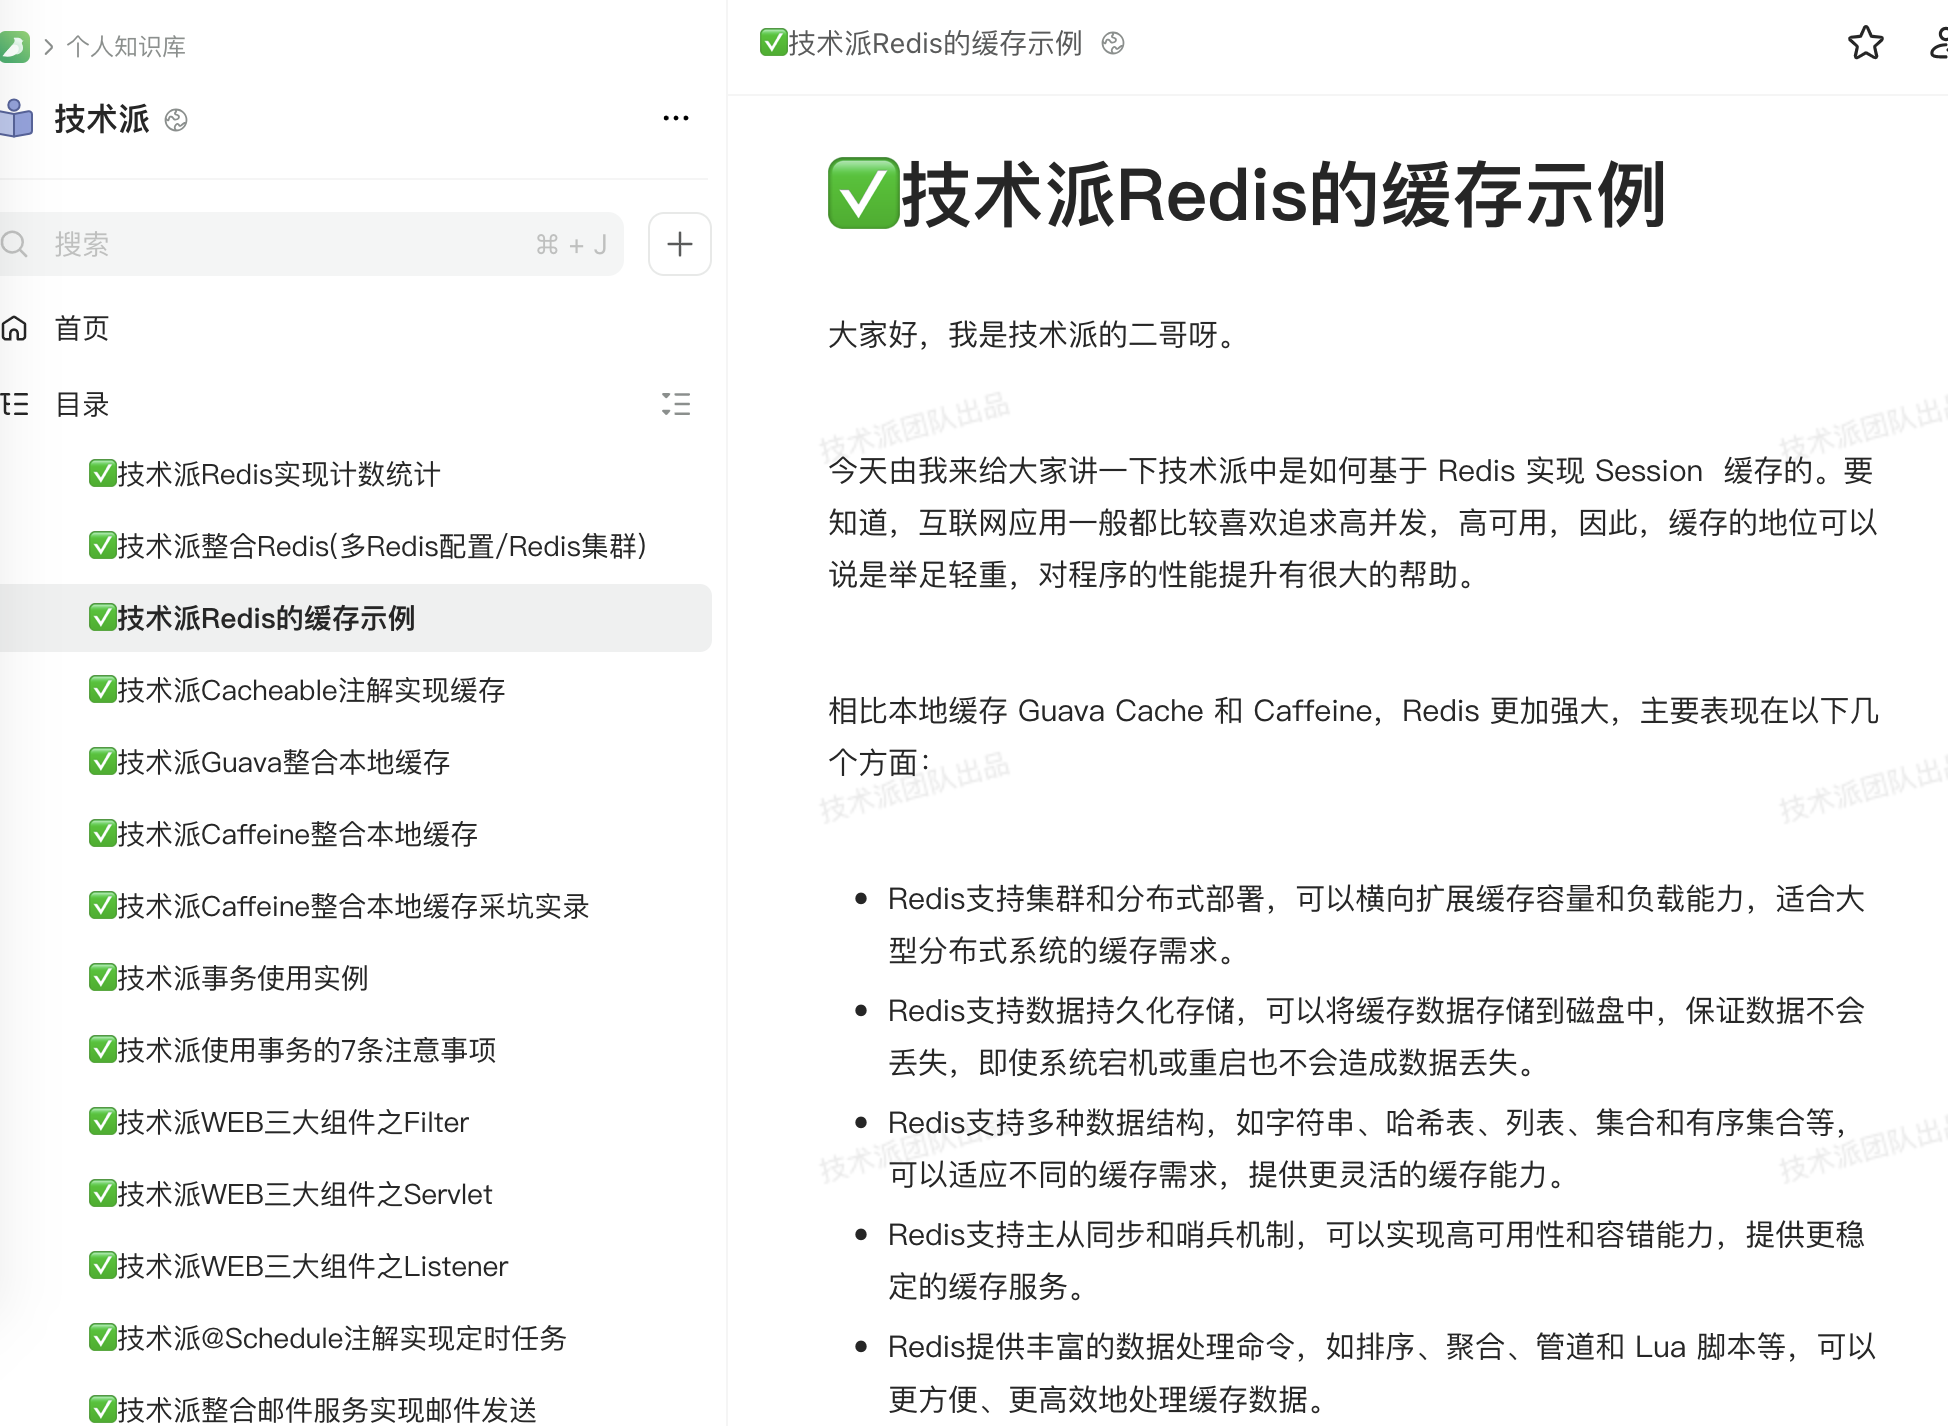 个人知识库
技术派
搜索
⌘ + J
首页
目录
✅技术派Redis实现计数统计
✅技术派整合Redis(多Redis配置/Redis集群)
✅技术派Redis的缓存示例
✅技术派Cacheable注解实现缓存
✅技术派Guava整合本地缓存
✅技术派Caffeine整合本地缓存
✅技术派Caffeine整合本地缓存采坑实录
✅技术派事务使用实例
✅技术派使用事务的7条注意事项
✅技术派WEB三大组件之Filter
✅技术派WEB三大组件之Servlet
✅技术派WEB三大组件之Listener
✅技术派@Schedule注解实现定时任务
✅技术派整合邮件服务实现邮件发送
✅技术派Redis的缓存示例
✅技术派Redis的缓存示例
大家好，我是技术派的二哥呀。
技术派团队出品
技术派团队出品
今天由我来给大家讲一下技术派中是如何基于 Redis 实现 Session 缓存的。要
知道，互联网应用一般都比较喜欢追求高并发，高可用，因此，缓存的地位可以
说是举足轻重，对程序的性能提升有很大的帮助。
相比本地缓存 Guava Cache 和 Caffeine，Redis 更加强大，主要表现在以下几
个方面：
技术派团队出品
技术派团队出品
Redis支持集群和分布式部署，可以横向扩展缓存容量和负载能力，适合大
型分布式系统的缓存需求。
Redis支持数据持久化存储，可以将缓存数据存储到磁盘中，保证数据不会
丢失，即使系统宕机或重启也不会造成数据丢失。
Redis支持多种数据结构，如字符串、哈希表、列表、集合和有序集合等，
可以适应不同的缓存需求，提供更灵活的缓存能力。
技术派团队出品
技术派团队出品
Redis支持主从同步和哨兵机制，可以实现高可用性和容错能力，提供更稳
定的缓存服务。
Redis提供丰富的数据处理命令，如排序、聚合、管道和 Lua 脚本等，可以
更方便、更高效地处理缓存数据。